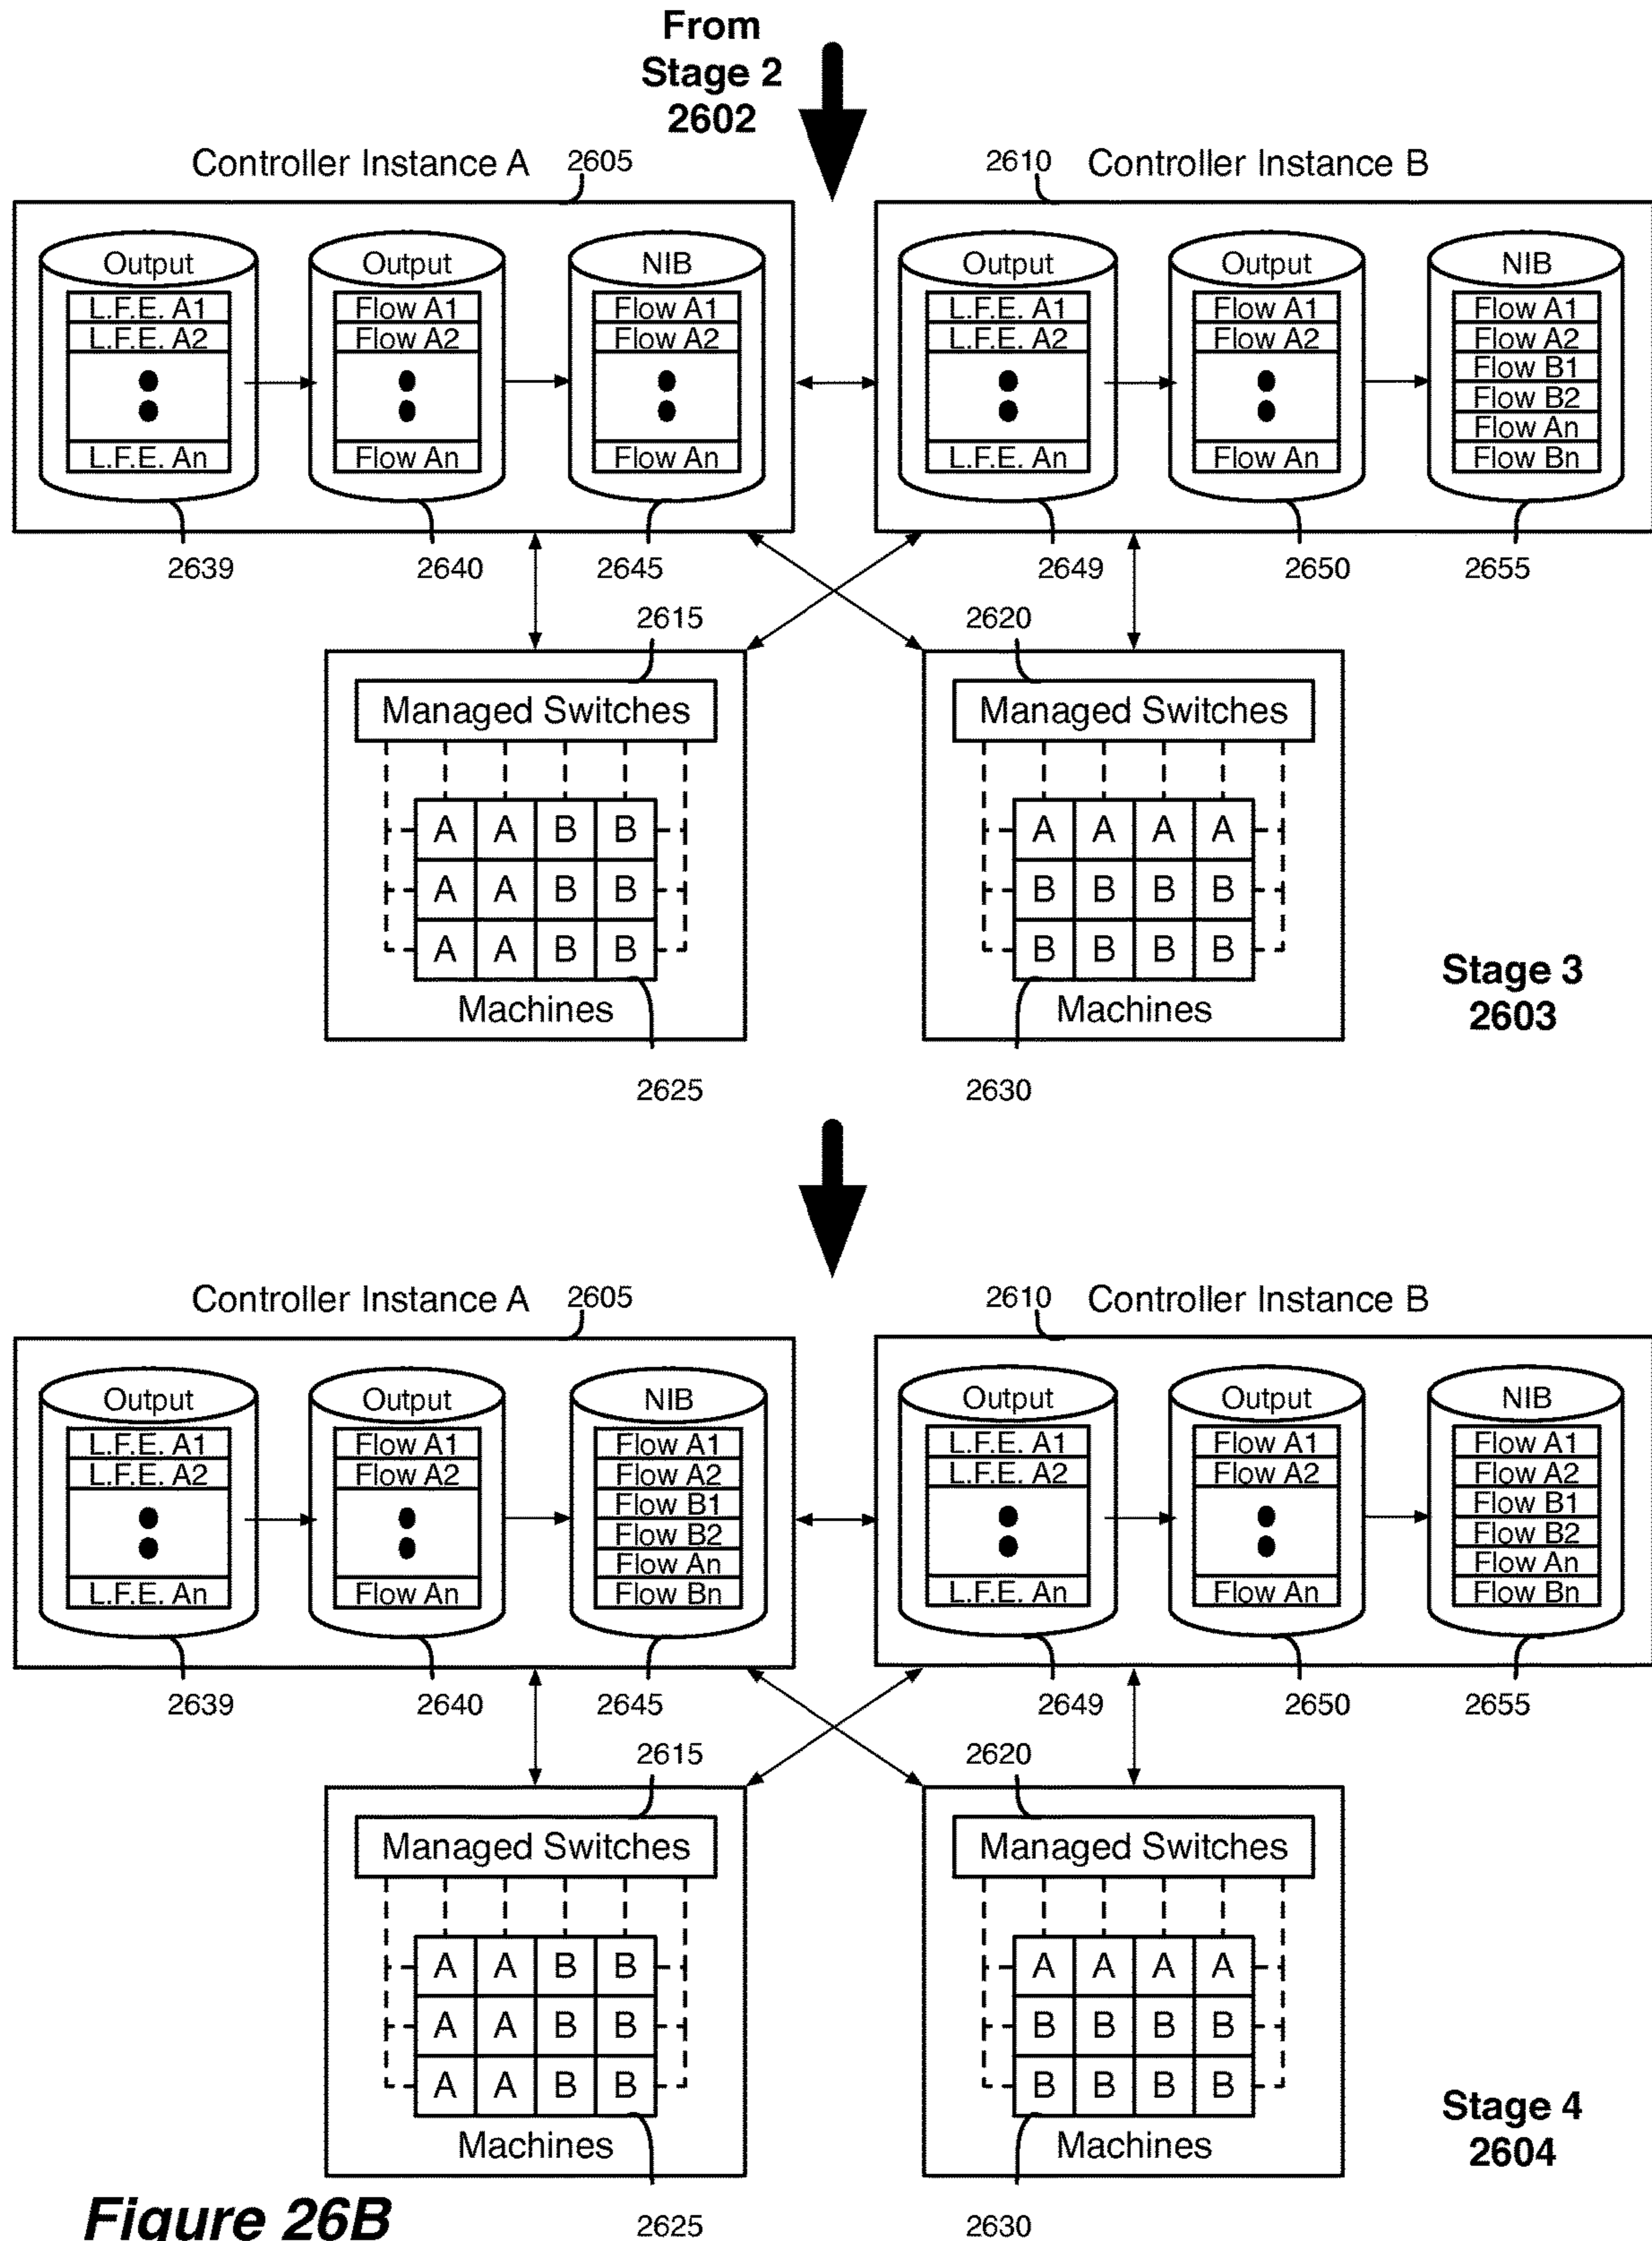 From
Stage 2
2602
Controller Instance A 2605
2610 Controller Instance B
Output Output NIB
L.F.E. A1 Flow A1 Flow A1
L.F.E. A2 Flow A2 Flow A2
L.F.E. An Flow An Flow An
2639 2640 2645
Output Output NIB
L.F.E. A1 Flow A1 Flow A1
L.F.E. A2 Flow A2 Flow A2
Flow B1
Flow B2
Flow An
L.F.E. An Flow An Flow Bn
2649 2650 2655
2615
Managed Switches
A A B B
A A B B
A A B B
Machines
2625
2620
Managed Switches
A A A A
B B B B
B B B B
Machines
2630
Stage 3
2603
Controller Instance A 2605
2610 Controller Instance B
Output Output NIB
L.F.E. A1 Flow A1 Flow A1
L.F.E. A2 Flow A2 Flow A2
Flow B1
Flow B2
Flow An
L.F.E. An Flow An Flow Bn
2639 2640 2645
Output Output NIB
L.F.E. A1 Flow A1 Flow A1
L.F.E. A2 Flow A2 Flow A2
Flow B1
Flow B2
Flow An
L.F.E. An Flow An Flow Bn
2649 2650 2655
2615
Managed Switches
A A B B
A A B B
A A B B
Machines
2625
2620
Managed Switches
A A A A
B B B B
B B B B
Machines
2630
Stage 4
2604
Figure 26B